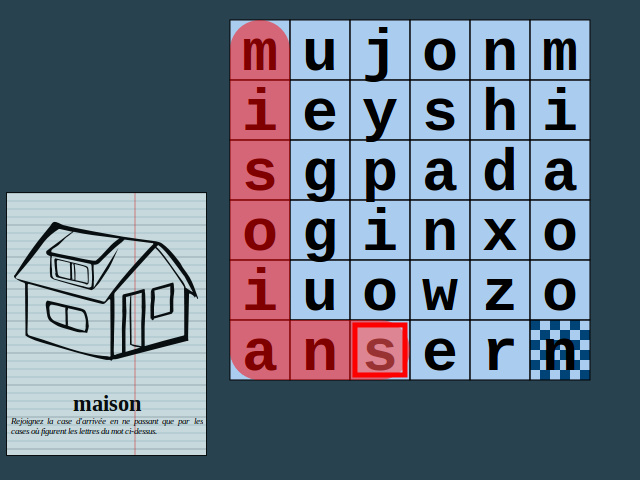 m u j o n m
i e y s h i
s g p a d a
o g i n x o
i u o w z o
a n s e r n
maison
Rejoignez la case d'arrivée en ne passant que par les
cases où figurent les lettres du mot ci-dessus.